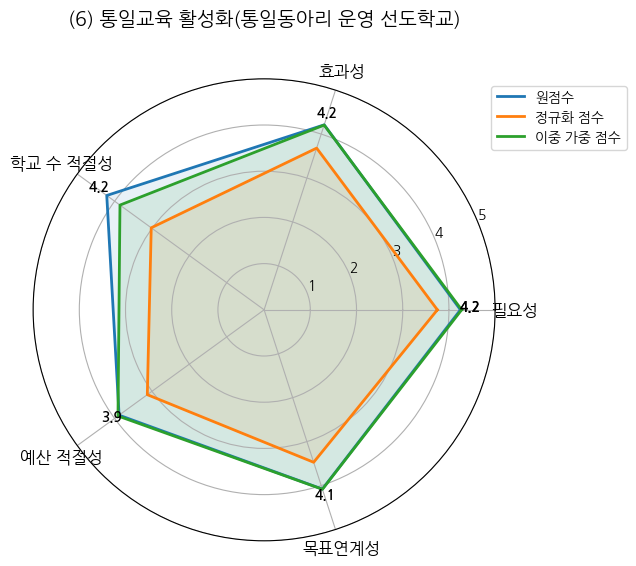 (6) 통일교육 활성화(통일동아리 운영 선도학교)
효과성
원점수
정규화 점수
이중 가중 점수
4.2
학교 수 적절성
4.2
5
4
3
2
1
4.2
필요성
3.9
예산 적절성
4.1
목표연계성